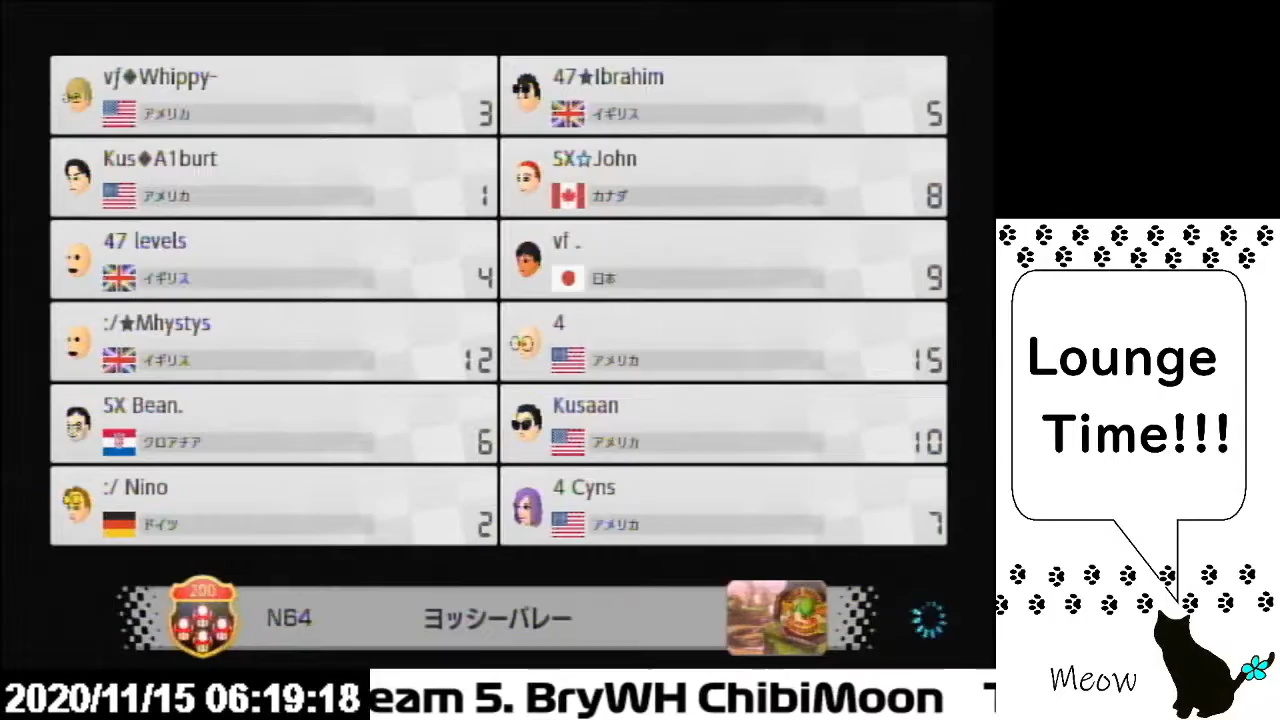 vf◆Whippy-
アメリカ
3
47★Ibrahim
イギリス
5
Kus◆A1burt
アメリカ
1
5X☆John
カナダ
8
47 levels
イギリス
4
vf .
日本
9
:/★Mhystys
イギリス
12
4
アメリカ
15
5X Bean.
クロアチア
6
Kusaan
アメリカ
10
:/ Nino
ドイツ
2
4 Cyns
アメリカ
7
200
N64 ヨッシーバレー
Lounge
Time!!!
Meow
2020/11/15 06:19:18
eam 5. BryWH ChibiMoon T